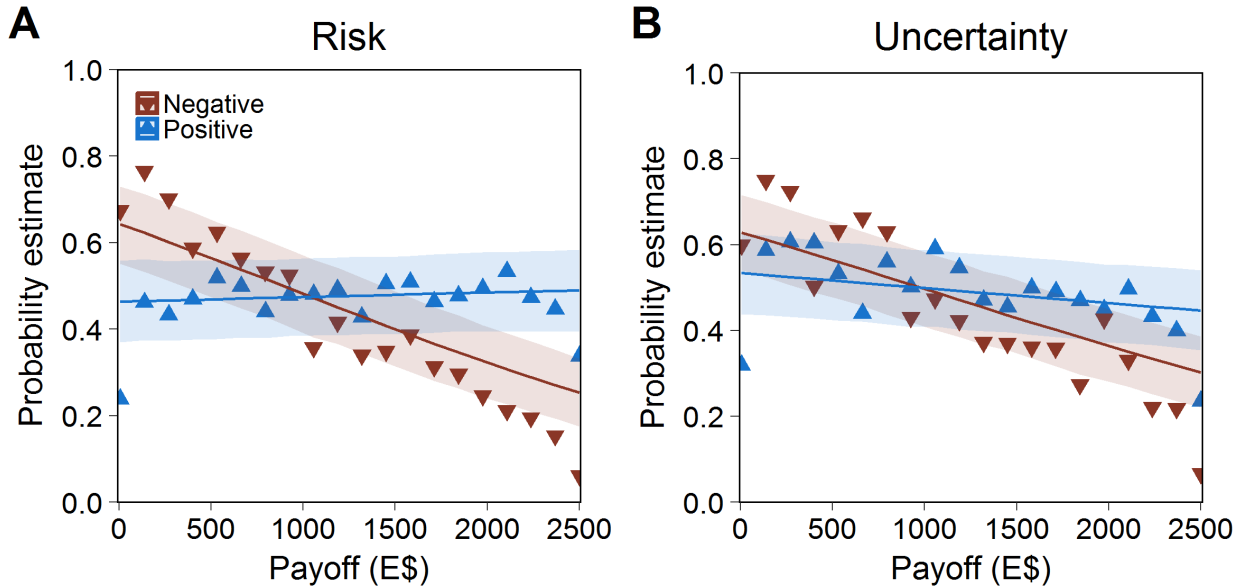 A
Risk
Probability estimate
1.0
0.8
0.6
0.4
0.2
0.0
Negative
Positive
0
500
1000
1500
2000
2500
Payoff (E$)
B
Uncertainty
Probability estimate
1.0
0.8
0.6
0.4
0.2
0.0
0
500
1000
1500
2000
2500
Payoff (E$)